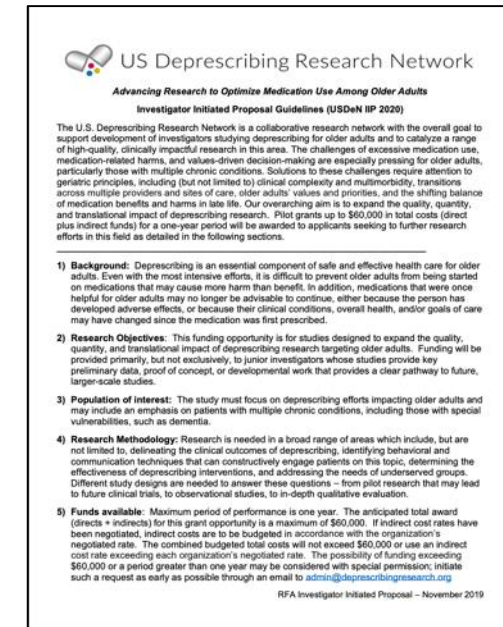 US Deprescribing Research Network
Advancing Research to Optimize Medication Use Among Older Adults
Investigator Initiated Proposal Guidelines (USDeN IIP 2020)
The U.S. Deprescribing Research Network is a collaborative research network with the overall goal to
support development of investigators studying deprescribing for older adults and to catalyze a range
of high-quality, clinically impactful research in this area. The challenges of excessive medication use,
medication-related harms, and values-driven decision-making are especially pressing for older adults,
particularly those with multiple chronic conditions. Solutions to these challenges require attention to
geriatric principles, including (but not limited to) clinical complexity and multimorbidity, transitions
across multiple providers and sites of care, older adults' values and priorities, and the shifting balance
of medication benefits and harms in late life. Our overarching aim is to expand the quality, quantity,
and translational impact of deprescribing research. Pilot grants up to $60,000 in total costs (direct
plus indirect funds) for a one-year period will be awarded to applicants seeking to further research
efforts in this field as detailed in the following sections.
1) Background: Deprescribing is an essential component of safe and effective health care for older
adults. Even with the most intensive efforts, it is difficult to prevent older adults from being started
on medications that may cause more harm than benefit. In addition, medications that were once
helpful for older adults may no longer be advisable to continue, either because the person has
developed adverse effects, or because their clinical conditions, overall health, and/or goals of care
may have changed since the medication was first prescribed.
2) Research Objectives: This funding opportunity is for studies designed to expand the quality,
quantity, and translational impact of deprescribing research targeting older adults. Funding will be
provided primarily, but not exclusively, to junior investigators whose studies provide key
preliminary data, proof of concept, or developmental work that provides a clear pathway to future,
larger-scale studies.
3) Population of interest: The study must focus on deprescribing efforts impacting older adults and
may include an emphasis on patients with multiple chronic conditions, including those with special
vulnerabilities, such as dementia.
4) Research Methodology: Research is needed in a broad range of areas which include, but are
not limited to, delineating the clinical outcomes of deprescribing, identifying behavioral and
communication techniques that can constructively engage patients on this topic, determining the
effectiveness of deprescribing interventions, and addressing the needs of underserved groups.
Different study designs are needed to answer these questions – from pilot research that may lead
to future clinical trials, to observational studies, to in-depth qualitative evaluation.
5) Funds available: Maximum period of performance is one year. The anticipated total award
(directs + indirects) for this grant opportunity is a maximum of $60,000. If indirect cost rates have
been negotiated, indirect costs are to be budgeted in accordance with the organization's
negotiated rate. The combined budgeted total costs will not exceed $60,000 or use an indirect
cost rate exceeding each organization's negotiated rate. The possibility of funding exceeding
$60,000 or a period greater than one year may be considered with special permission; initiate
such a request as early as possible through an email to admin@deprescribingresearch.org
RFA Investigator Initiated Proposal – November 2019